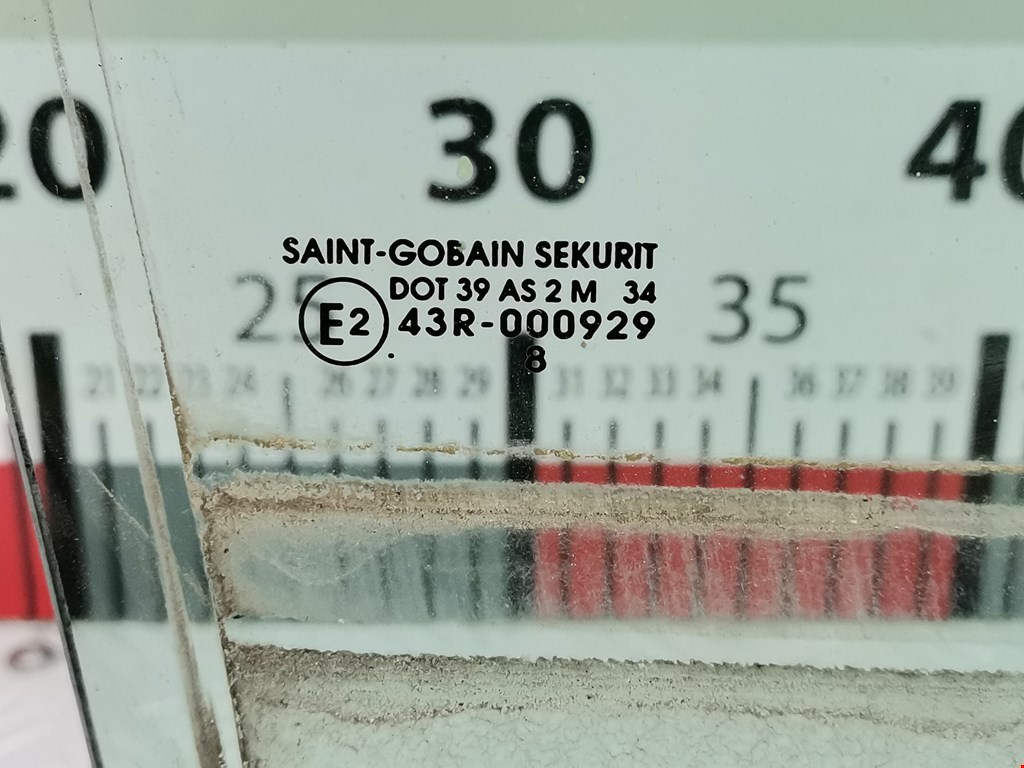 20 30 40
SAINT-GOBAIN SEKURIT
DOT 39 AS 2 M 34
25 35
E2 43R-000929
8
21 22 23 24 26 27 28 29 31 32 33 34 36 37 38 39